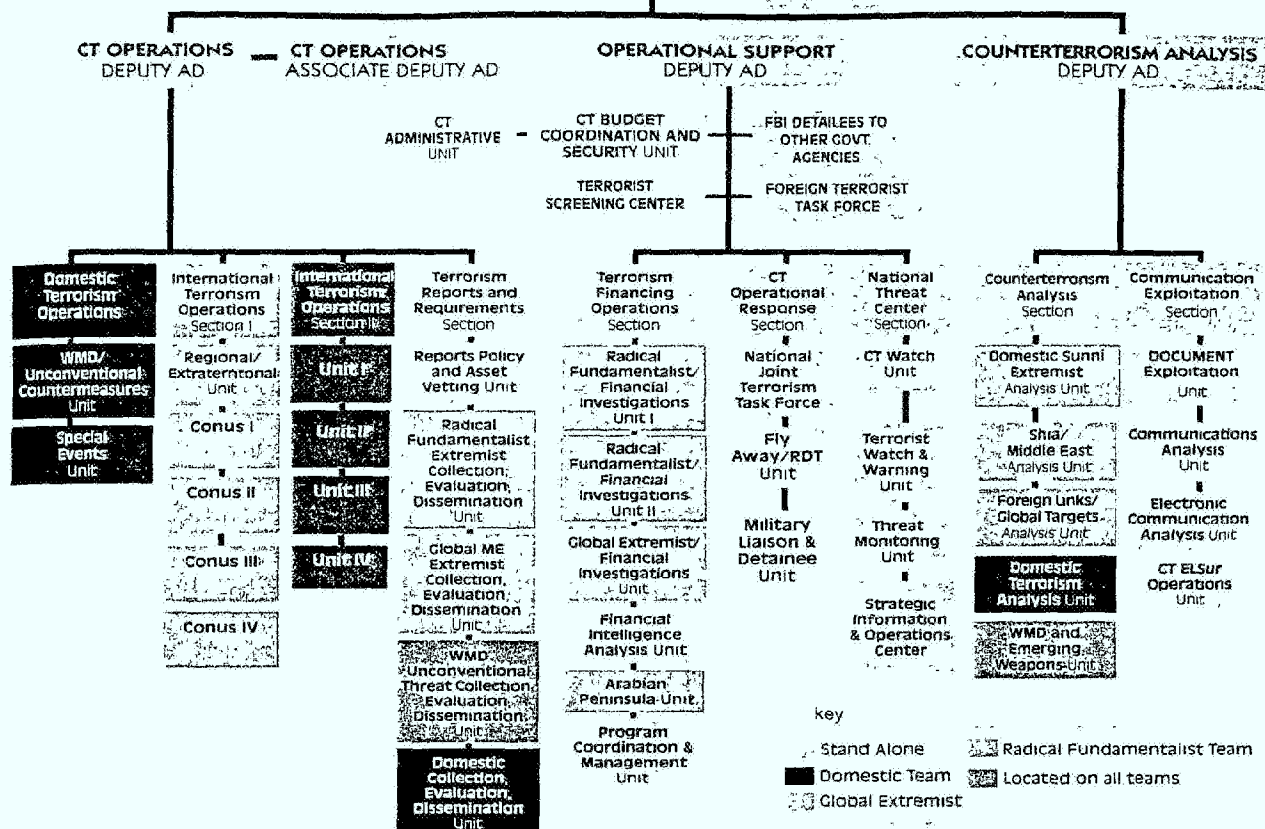 CT OPERATIONS
DEPUTY AD
CT OPERATIONS
ASSOCIATE DEPUTY AD
OPERATIONAL SUPPORT
DEPUTY AD
COUNTERTERRORISM ANALYSIS
DEPUTY AD
CT
ADMINISTRATIVE
UNIT
CT BUDGET
COORDINATION AND
SECURITY UNIT
FBI DETAILEES TO
OTHER GOVT.
AGENCIES
TERRORIST
SCREENING CENTER
FOREIGN TERRORIST
TASK FORCE
Domestic
Terrorism
Operations
WMD/
Unconventional
Countermeasures
Unit
Special
Events
Unit
International
Terrorism
Operations
Section I
Regional/
Extraterritorial
Unit
Conus I
Conus II
Conus III
Conus IV
International
Terrorism
Operations
Section II
Unit I
Unit II
Unit III
Unit IV
Terrorism
Reports and
Requirements
Section
Reports Policy
and Asset
Vetting Unit
Radical
Fundamentalist
Extremist
Collection,
Evaluation,
Dissemination
Unit
Global ME
Extremist
Collection,
Evaluation,
Dissemination
Unit
WMD
Unconventional
Threat Collection,
Evaluation,
Dissemination
Unit
Domestic
Collection,
Evaluation,
Dissemination
Unit
Terrorism
Financing
Operations
Section
Radical
Fundamentalist/
Financial
Investigations
Unit I
Radical
Fundamentalist/
Financial
Investigations
Unit II
Global Extremist/
Financial
Investigations
Unit
Financial
Intelligence
Analysis Unit
Arabian
Peninsula Unit
Program
Coordination &
Management
Unit
CT
Operational
Response
Section
National
Joint
Terrorism
Task Force
Fly
Away/RDT
Unit
Military
Liaison &
Detainee
Unit
National
Threat
Center
Section
CT Watch
Unit
Terrorist
Watch &
Warning
Unit
Threat
Monitoring
Unit
Strategic
Information
& Operations
Center
Counterterrorism
Analysis
Section
Domestic Sunni
Extremist
Analysis Unit
Shia/
Middle East
Analysis Unit
Foreign Links/
Global Targets
Analysis Unit
Domestic
Terrorism
Analysis Unit
WMD and
Emerging
Weapons Unit
Communication
Exploitation
Section
DOCUMENT
Exploitation
Unit
Communications
Analysis
Unit
Electronic
Communication
Analysis Unit
CT ELSur
Operations
Unit
key
Stand Alone
Domestic Team
Global Extremist
Radical Fundamentalist Team
Located on all teams